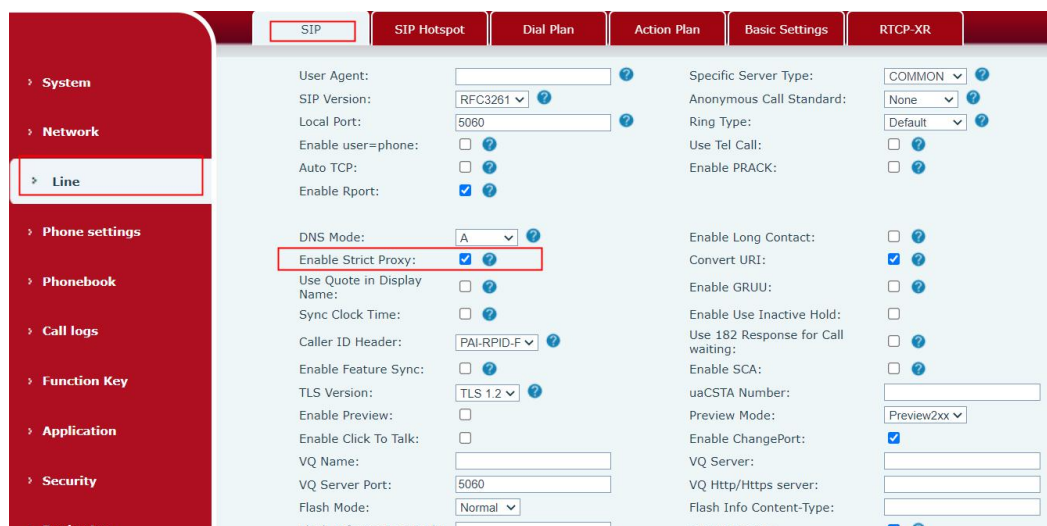 SIP
SIP Hotspot
Dial Plan
Action Plan
Basic Settings
RTCP-XR
System
Network
Line
Phone settings
Phonebook
Call logs
Function Key
Application
Security
User Agent: ? Specific Server Type: COMMON ?
SIP Version: RFC3261 ? Anonymous Call Standard: None ?
Local Port: 5060 ? Ring Type: Default ?
Enable user=phone: ? Use Tel Call: ?
Auto TCP: ? Enable PRACK: ?
Enable Rport: ?
DNS Mode: A ? Enable Long Contact: ?
Enable Strict Proxy: ? Convert URI: ?
Use Quote in Display
Name: ? Enable GRUU: ?
Sync Clock Time: ? Enable Use Inactive Hold:
Caller ID Header: PAI-RPID-F ? Use 182 Response for Call
waiting: ?
Enable Feature Sync: ? Enable SCA: ?
TLS Version: TLS 1.2 ? uaCSTA Number:
Enable Preview: Preview Mode: Preview2xx
Enable Click To Talk: Enable ChangePort:
VQ Name: VQ Server:
VQ Server Port: 5060 VQ Http/Https server:
Flash Mode: Normal Flash Info Content-Type: